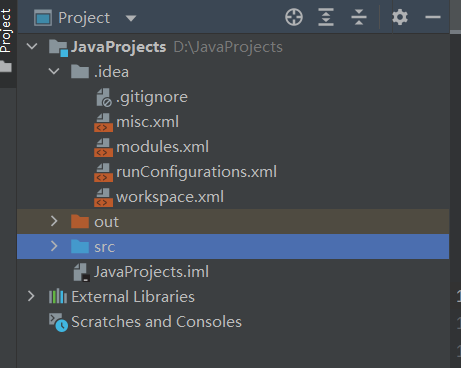 Project
Project
JavaProjects D:\JavaProjects
.idea
.gitignore
misc.xml
modules.xml
runConfigurations.xml
workspace.xml
out
src
JavaProjects.iml
External Libraries
Scratches and Consoles